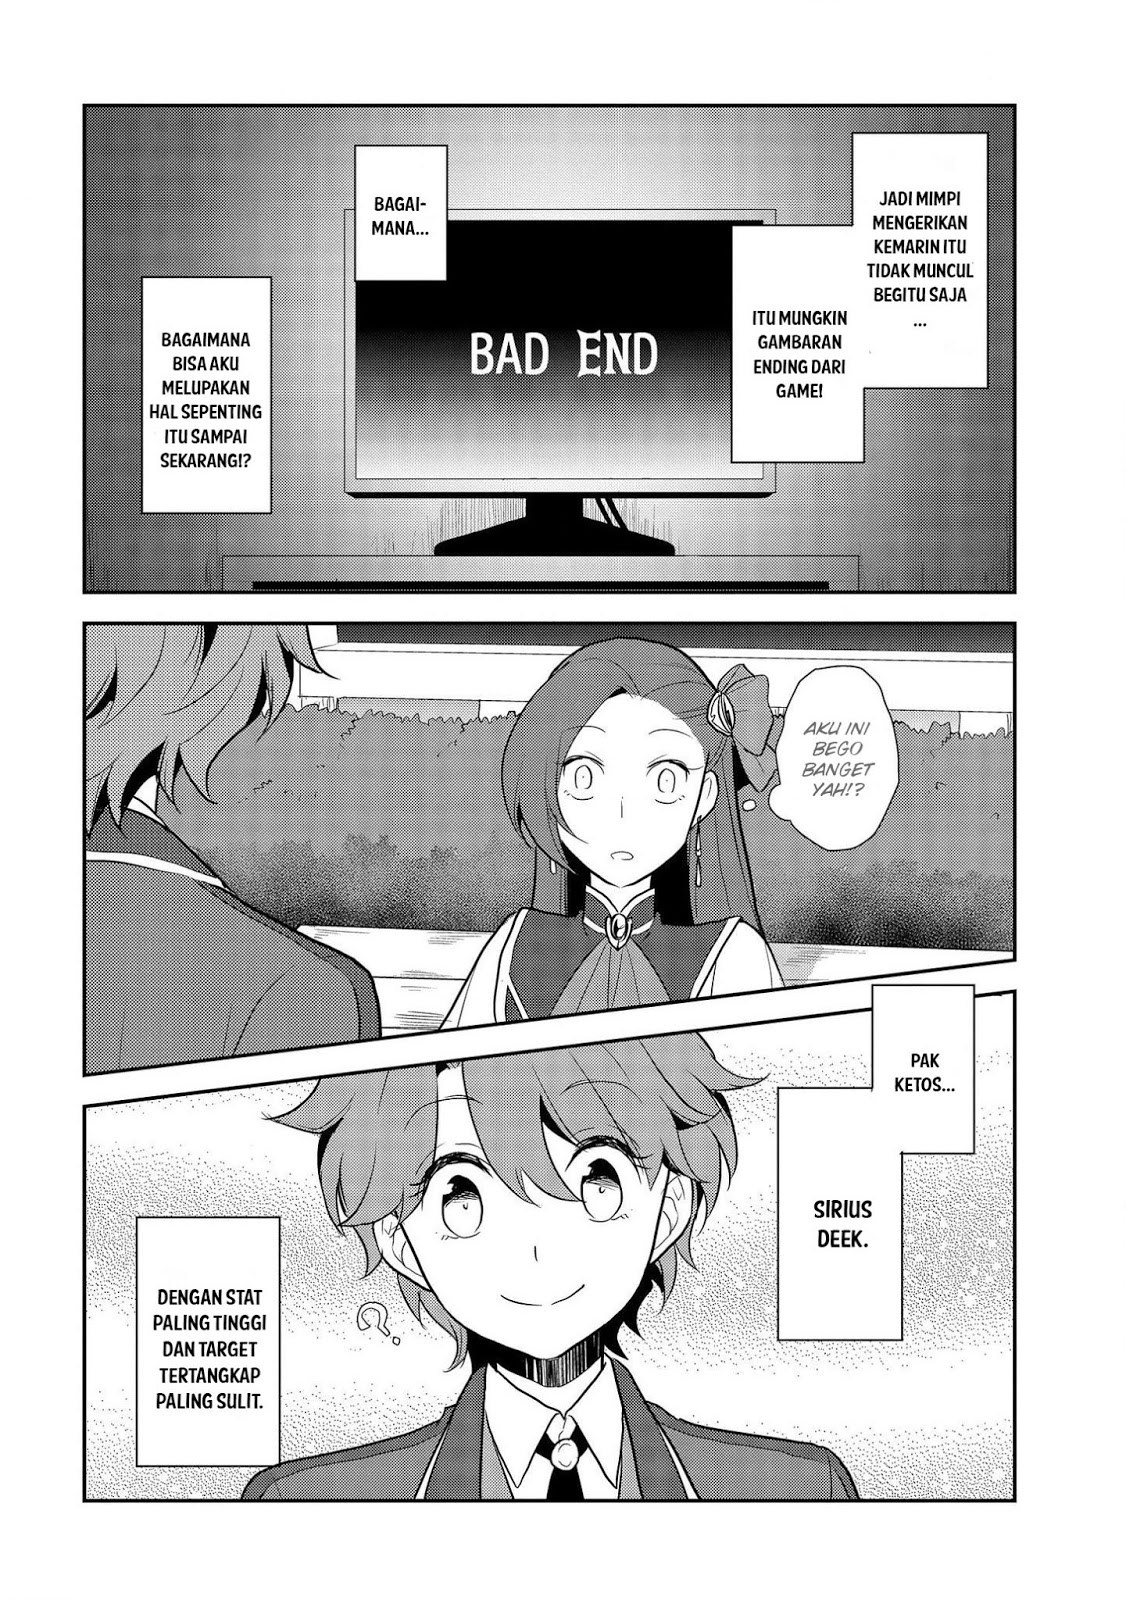 JADI MIMPI
MENGERIKAN
KEMARIN ITU
TIDAK MUNCUL
BEGITU SAJA
...
ITU MUNGKIN
GAMBARAN
ENDING DARI
GAME!
BAGAI-
MANA...
BAD END
BAGAIMANA
BISA AKU
MELUPAKAN
HAL SEPENTING
ITU SAMPAI
SEKARANG!?
AKU INI
BEGO
BANGET
YAH!?
PAK
KETOS...
SIRIUS
DEEK.
?
DENGAN STAT
PALING TINGGI
DAN TARGET
TERTANGKAP
PALING SULIT.